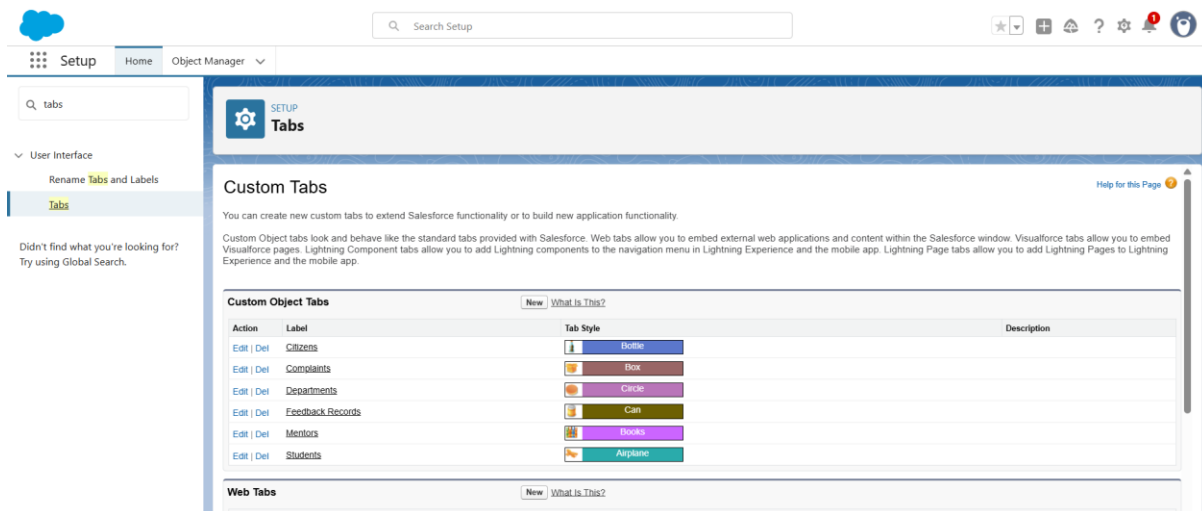 Search Setup
1
Setup
Home
Object Manager
tabs
User Interface
Rename Tabs and Labels
Tabs
Didn't find what you're looking for?
Try using Global Search.
SETUP
Tabs
Custom Tabs
Help for this Page ?
You can create new custom tabs to extend Salesforce functionality or to build new application functionality.
Custom Object tabs look and behave like the standard tabs provided with Salesforce. Web tabs allow you to embed external web applications and content within the Salesforce window. Visualforce tabs allow you to embed
Visualforce pages. Lightning Component tabs allow you to add Lightning components to the navigation menu in Lightning Experience and the mobile app. Lightning Page tabs allow you to add Lightning Pages to Lightning
Experience and the mobile app.
Custom Object Tabs New What Is This?
Action Label Tab Style Description
Edit | Del Citizens Bottle
Edit | Del Complaints Box
Edit | Del Departments Circle
Edit | Del Feedback Records Can
Edit | Del Mentors Books
Edit | Del Students Airplane
Web Tabs New What Is This?